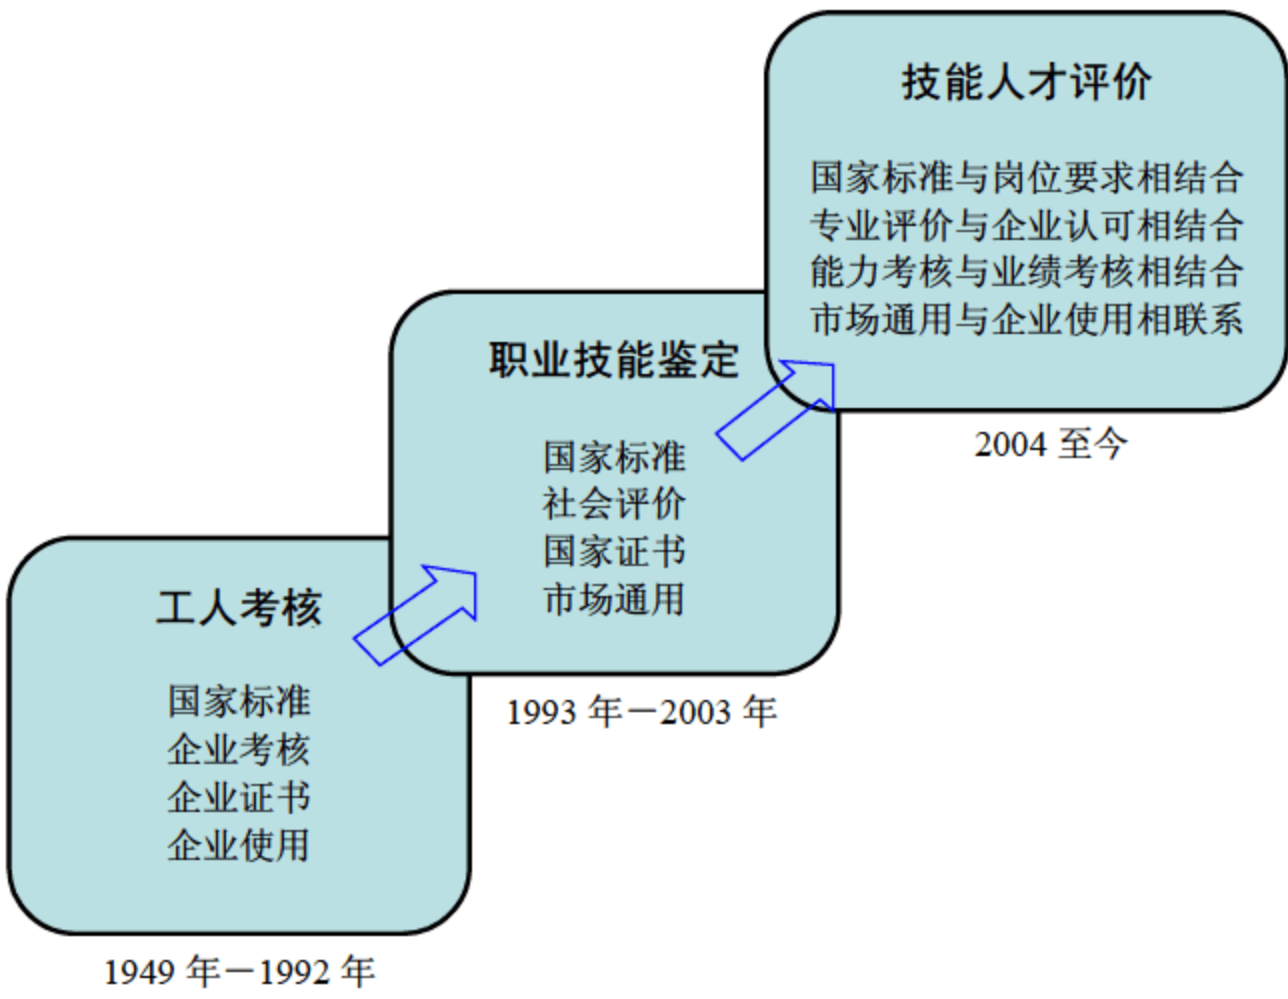 技能人才评价
国家标准与岗位要求相结合
专业评价与企业认可相结合
能力考核与业绩考核相结合
市场通用与企业使用相联系
2004 至今
职业技能鉴定
国家标准
社会评价
国家证书
市场通用
1993 年－2003 年
工人考核
国家标准
企业考核
企业证书
企业使用
1949 年－1992 年